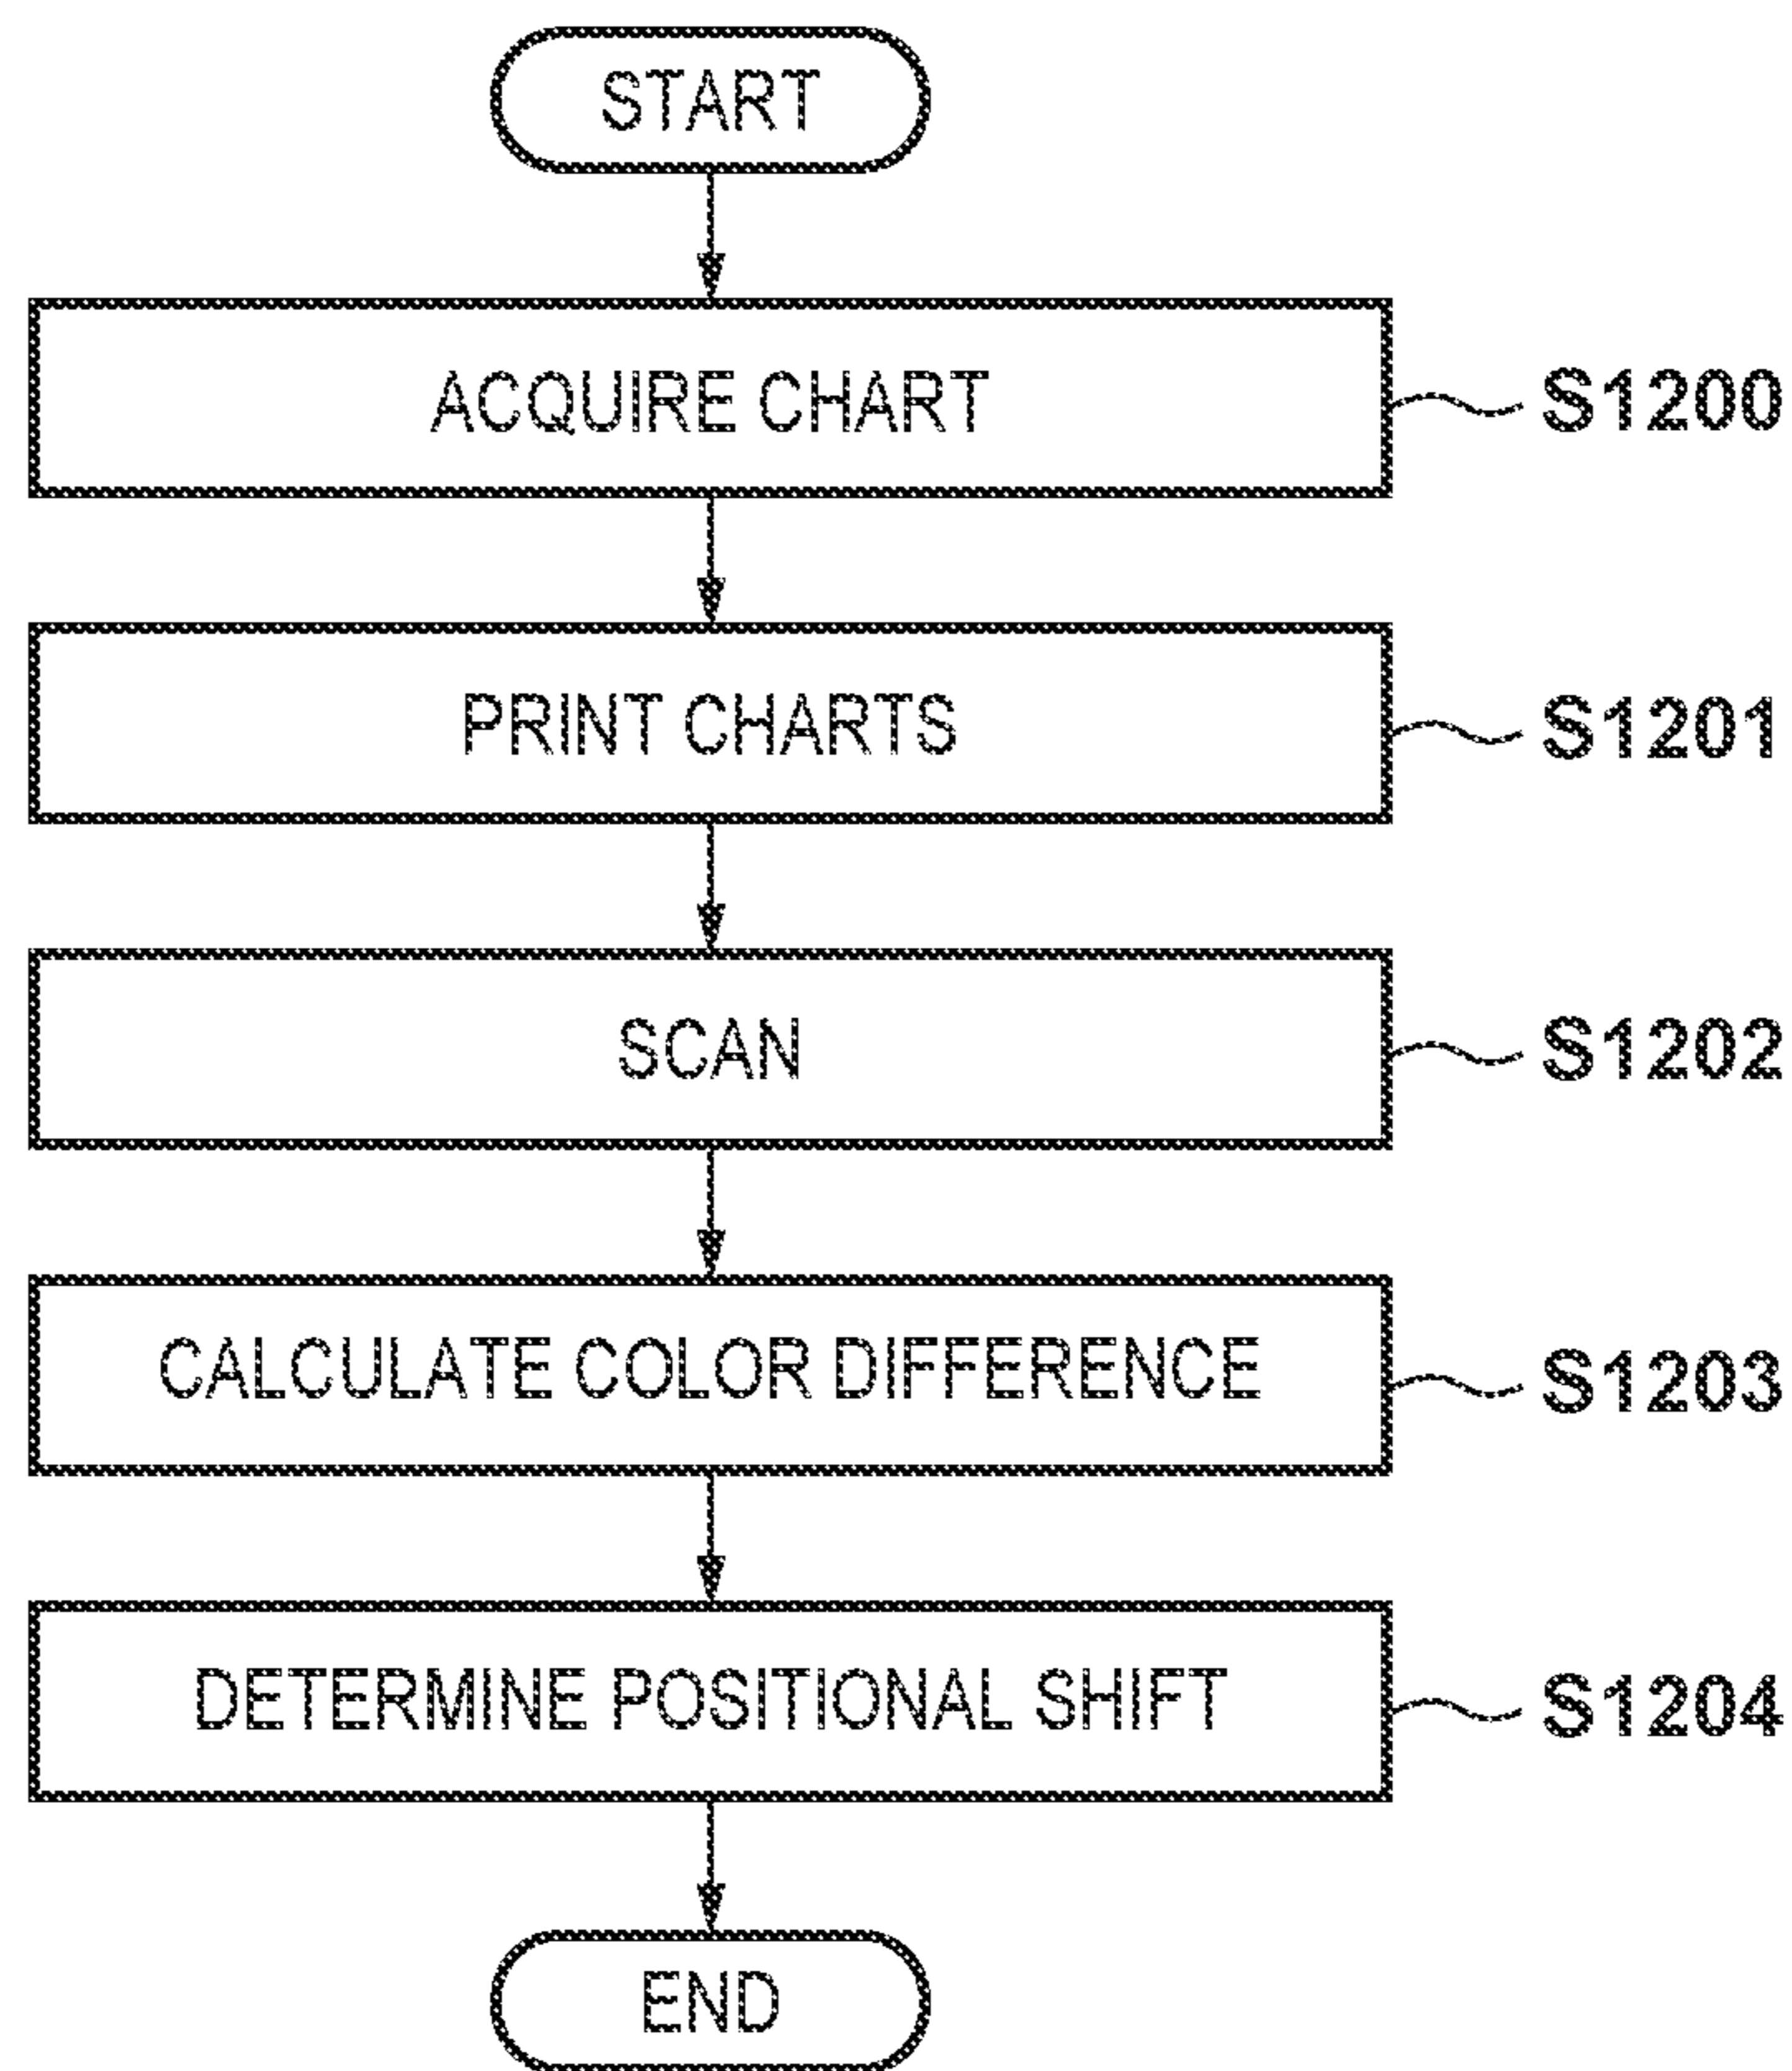 START
ACQUIRE CHART
S1200
PRINT CHARTS
S1201
SCAN
S1202
CALCULATE COLOR DIFFERENCE
S1203
DETERMINE POSITIONAL SHIFT
S1204
END